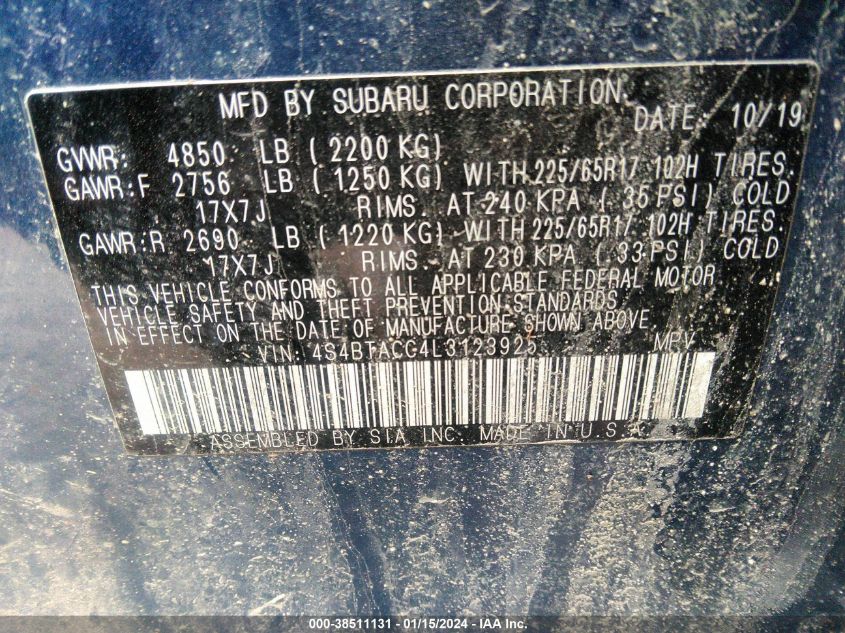 MFD BY SUBARU CORPORATION.
DATE: 10/19
GVWR: 4850 LB (2200 KG)
GAWR:F 2756 LB (1250 KG) WITH 225/65R17 102H TIRES.
17X7J RIMS. AT 240 KPA (35 PSI) COLD
GAWR:R 2690 LB (1220 KG) WITH 225/65R17 102H TIRES.
17X7J RIMS. AT 230 KPA (33 PSI) COLD
THIS VEHICLE CONFORMS TO ALL APPLICABLE FEDERAL MOTOR
VEHICLE SAFETY AND THEFT PREVENTION STANDARDS
IN EFFECT ON THE DATE OF MANUFACTURE SHOWN ABOVE.
VIN: 4S4BTACC4L3123925 MPV
ASSEMBLED BY SIA INC. MADE IN U.S.A.
000-38511131 - 01/15/2024 - IAA Inc.